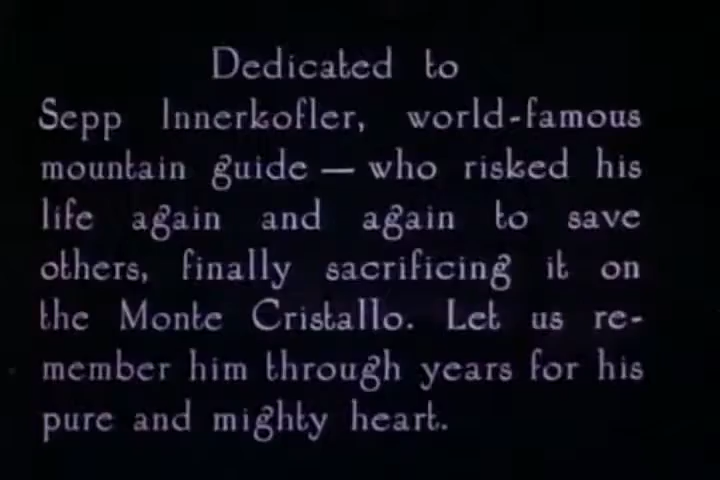 Dedicated to
Sepp Innerkofler, world-famous
mountain guide — who risked his
life again and again to save
others, finally sacrificing it on
the Monte Cristallo. Let us re-
member him through years for his
pure and mighty heart.